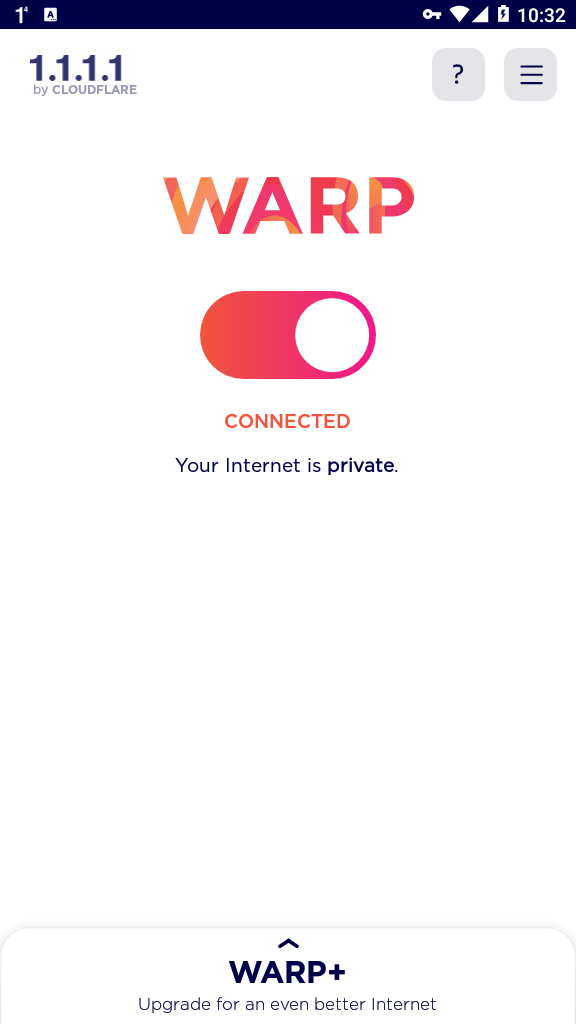 1⁴ A 10:32
1.1.1.1
by CLOUDFLARE
?
WARP
CONNECTED
Your Internet is private.
WARP+
Upgrade for an even better Internet